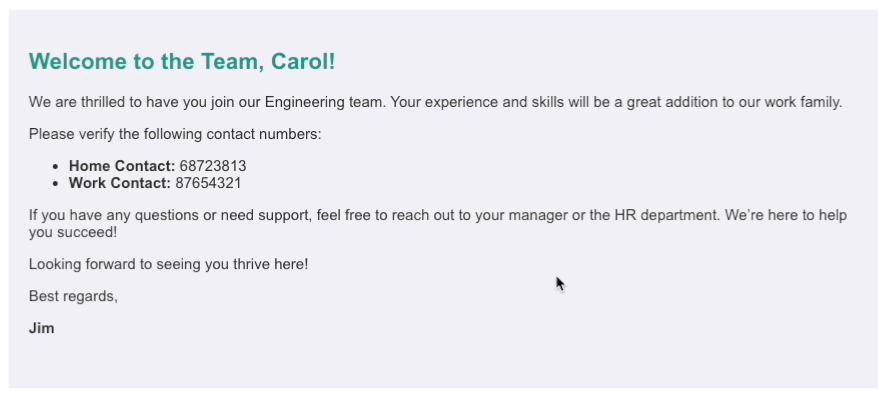 Welcome to the Team, Carol!
We are thrilled to have you join our Engineering team. Your experience and skills will be a great addition to our work family.
Please verify the following contact numbers:
• Home Contact: 68723813
• Work Contact: 87654321
If you have any questions or need support, feel free to reach out to your manager or the HR department. We’re here to help
you succeed!
Looking forward to seeing you thrive here!
Best regards,
Jim